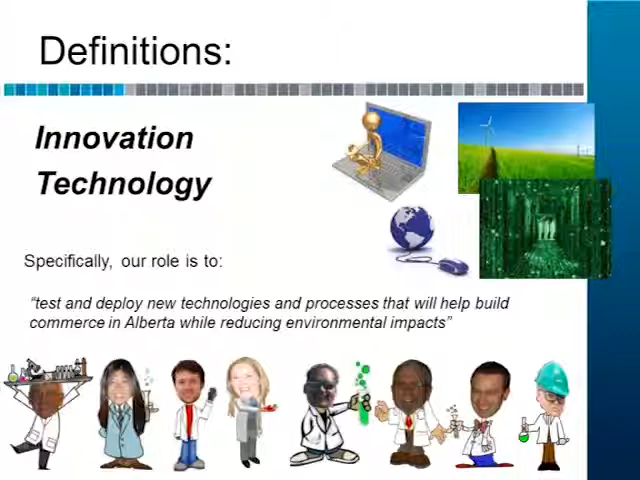 Definitions:
Innovation
Technology
Specifically, our role is to:
“test and deploy new technologies and processes that will help build
commerce in Alberta while reducing environmental impacts”